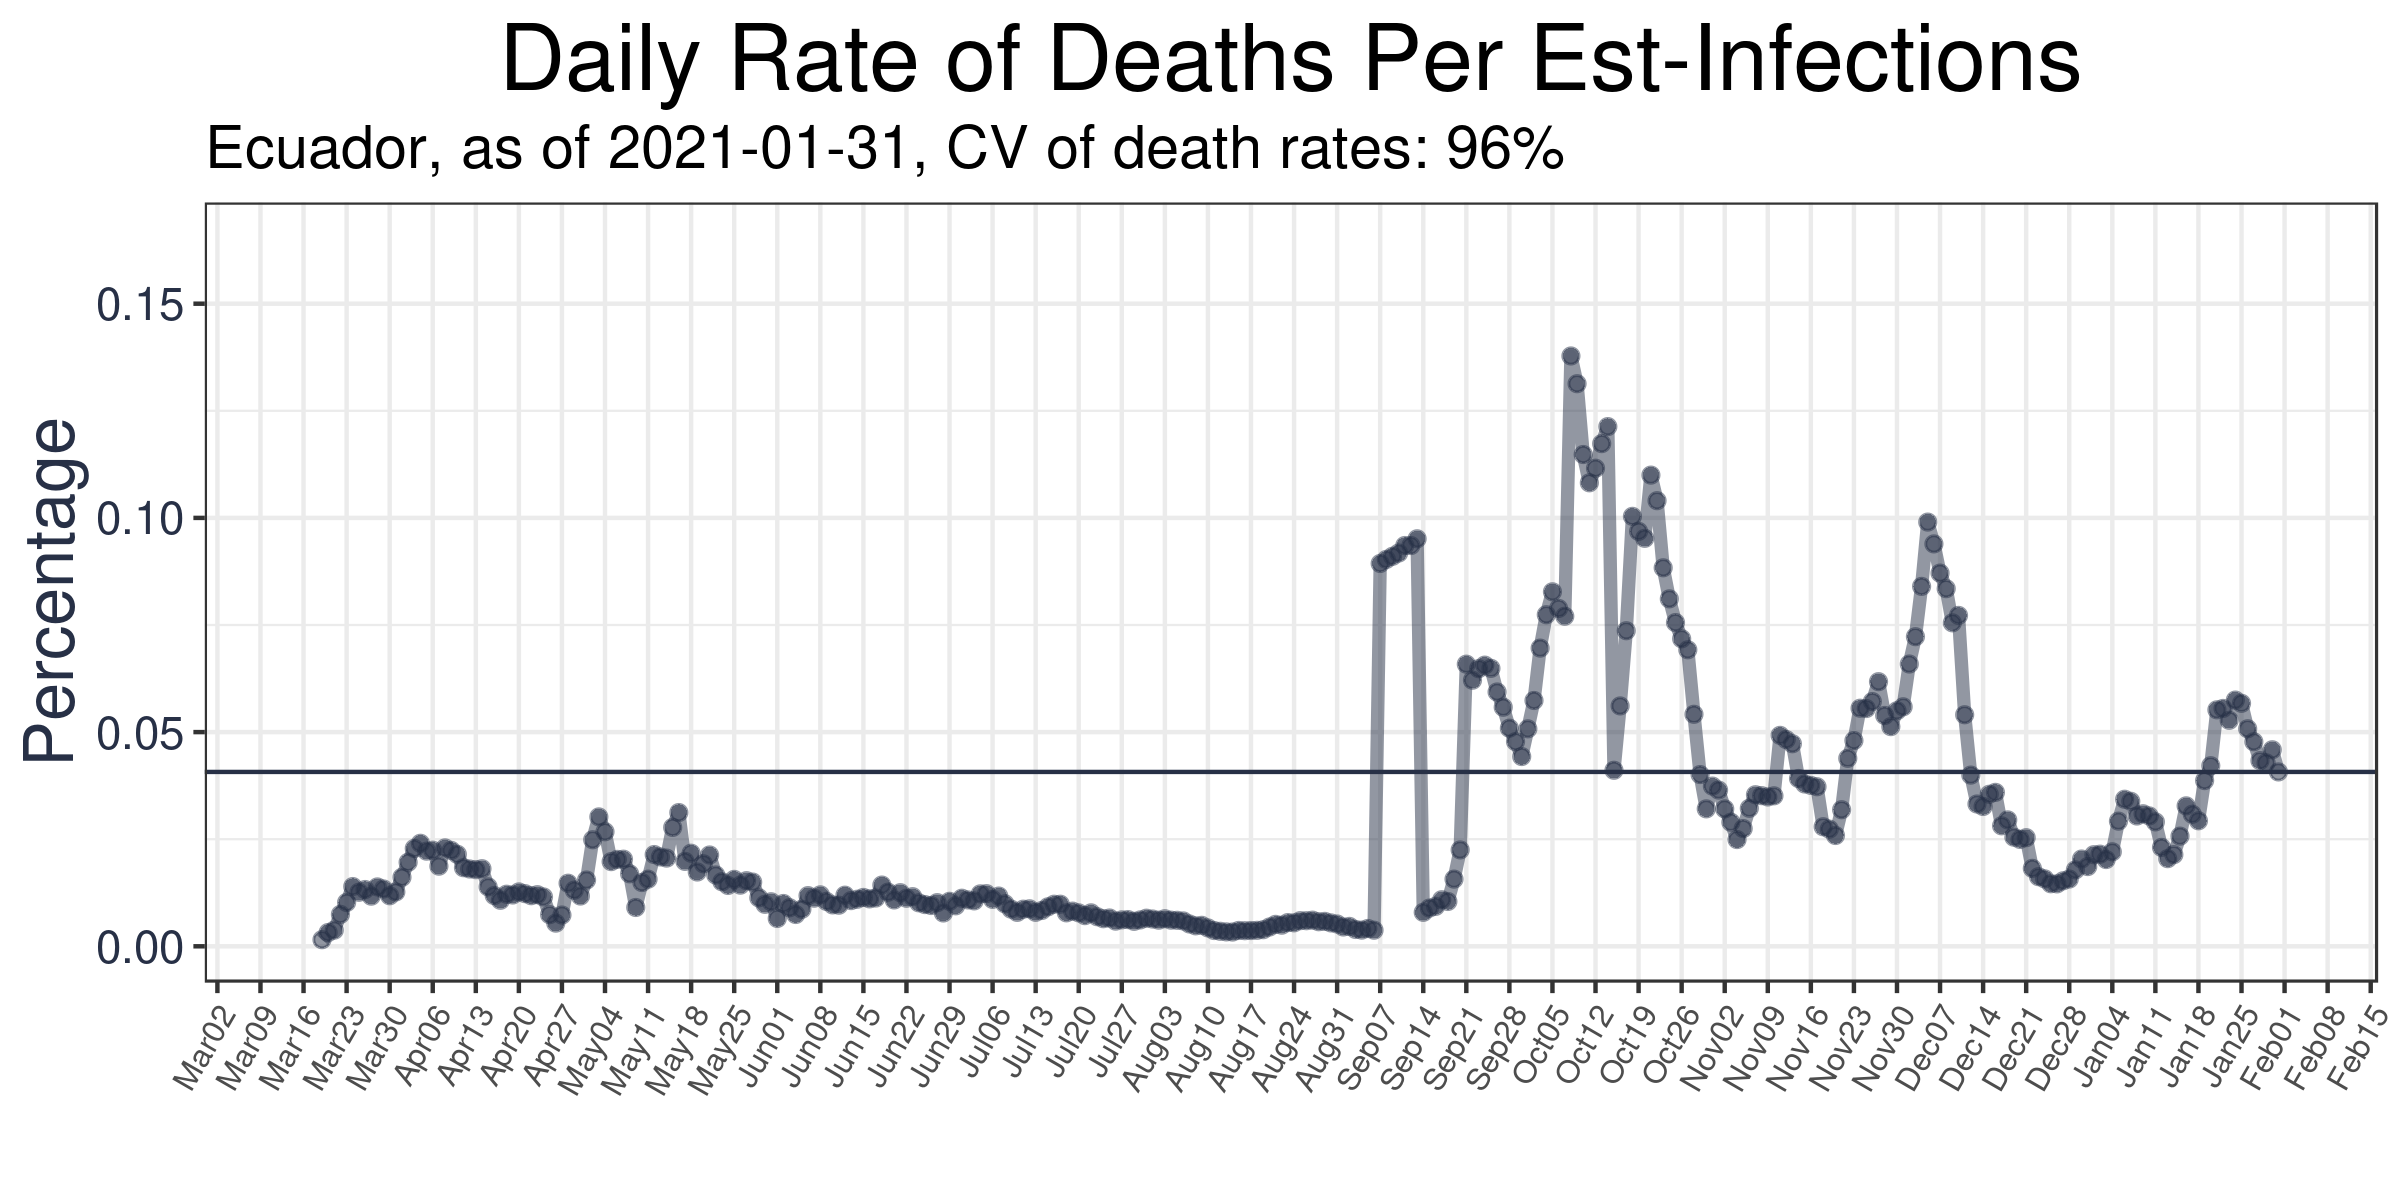 Daily Rate of Deaths Per Est-Infections
Ecuador, as of 2021-01-31, CV of death rates: 96%
Percentage
0.15
0.10
0.05
0.00
Mar02
Mar09
Mar16
Mar23
Mar30
Apr06
Apr13
Apr20
Apr27
May04
May11
May18
May25
Jun01
Jun08
Jun15
Jun22
Jun29
Jul06
Jul13
Jul20
Jul27
Aug03
Aug10
Aug17
Aug24
Aug31
Sep07
Sep14
Sep21
Sep28
Oct05
Oct12
Oct19
Oct26
Nov02
Nov09
Nov16
Nov23
Nov30
Dec07
Dec14
Dec21
Dec28
Jan04
Jan11
Jan18
Jan25
Feb01
Feb08
Feb15